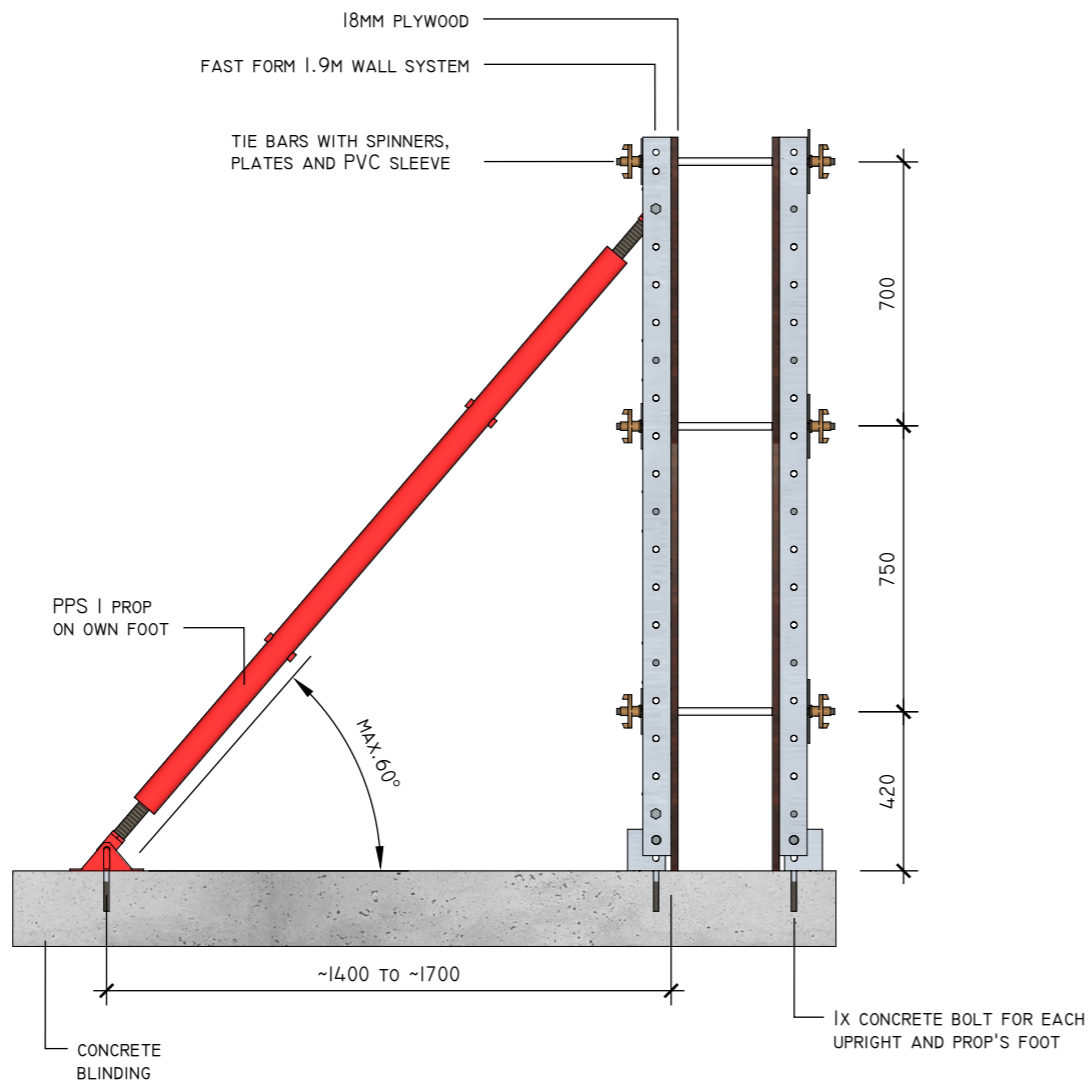 18MM PLYWOOD
FAST FORM 1.9M WALL SYSTEM
TIE BARS WITH SPINNERS,
PLATES AND PVC SLEEVE
700
750
PPS 1 PROP
ON OWN FOOT
MAX.60°
420
~1400 TO ~1700
1X CONCRETE BOLT FOR EACH
UPRIGHT AND PROP'S FOOT
CONCRETE
BLINDING